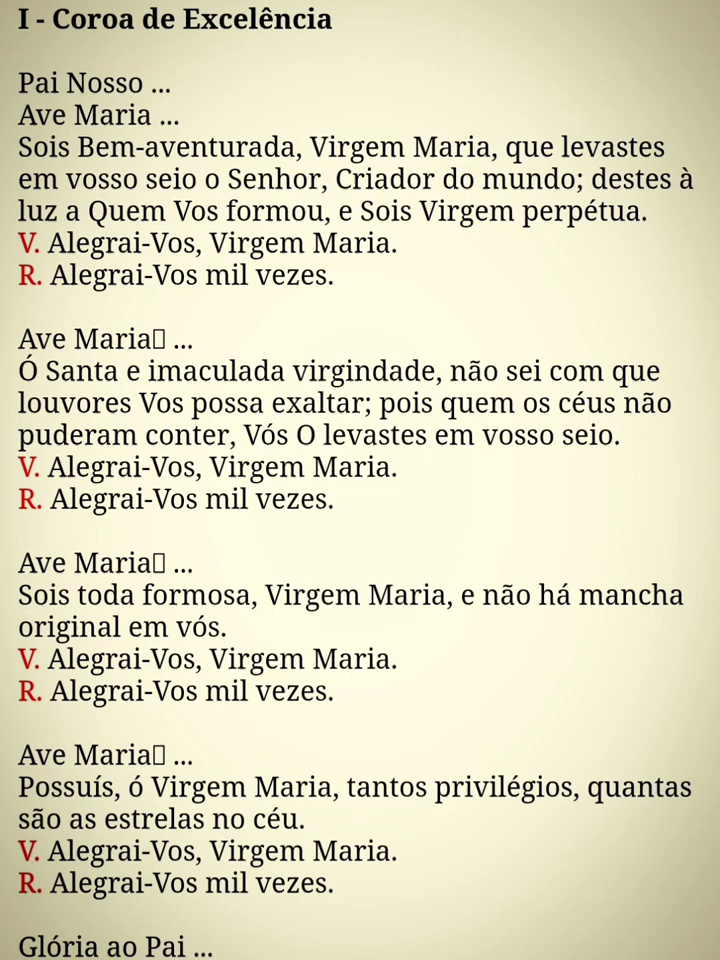 I - Coroa de Excelência
Pai Nosso ...
Ave Maria ...
Sois Bem-aventurada, Virgem Maria, que levastes
em vosso seio o Senhor, Criador do mundo; destes à
luz a Quem Vos formou, e Sois Virgem perpétua.
V. Alegrai-Vos, Virgem Maria.
R. Alegrai-Vos mil vezes.
Ave Maria ...
Ó Santa e imaculada virgindade, não sei com que
louvores Vos possa exaltar; pois quem os céus não
puderam conter, Vós O levastes em vosso seio.
V. Alegrai-Vos, Virgem Maria.
R. Alegrai-Vos mil vezes.
Ave Maria ...
Sois toda formosa, Virgem Maria, e não há mancha
original em vós.
V. Alegrai-Vos, Virgem Maria.
R. Alegrai-Vos mil vezes.
Ave Maria ...
Possuís, ó Virgem Maria, tantos privilégios, quantas
são as estrelas no céu.
V. Alegrai-Vos, Virgem Maria.
R. Alegrai-Vos mil vezes.
Glória ao Pai ...